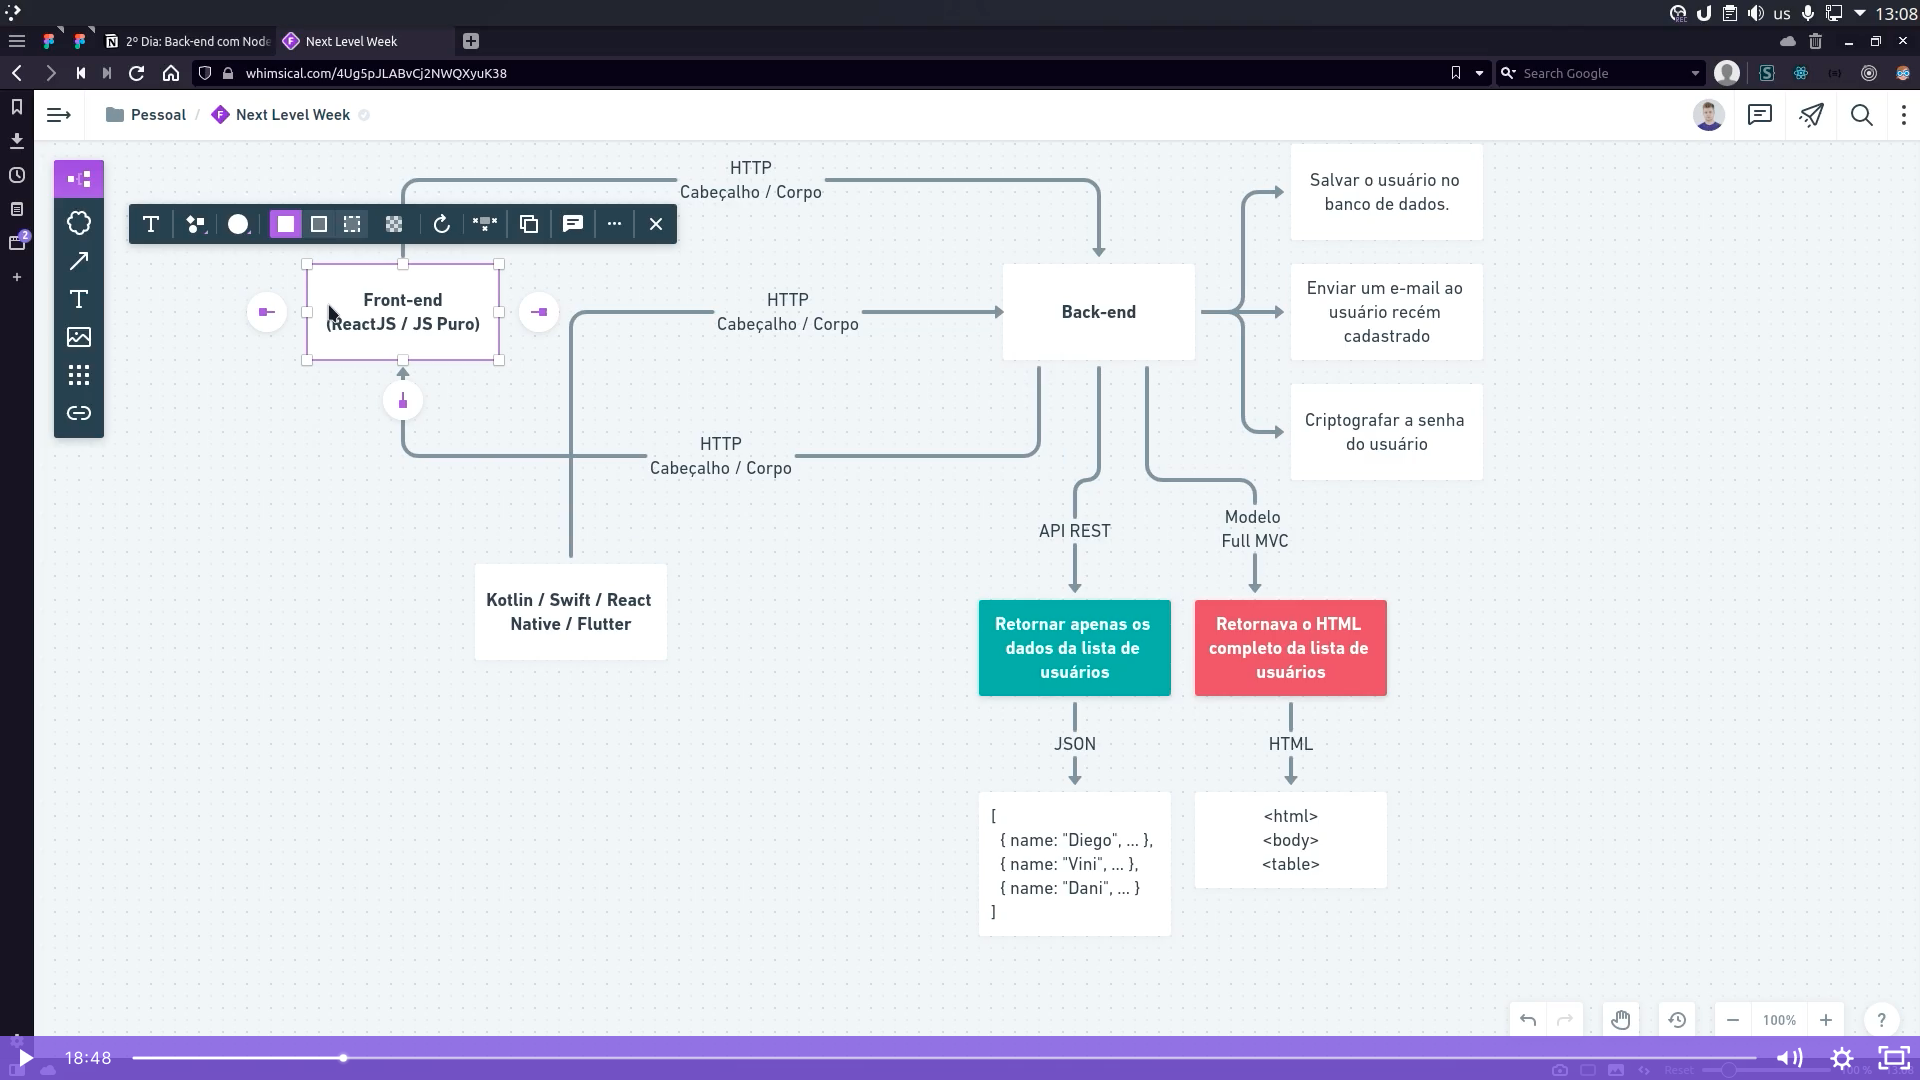 us
13:08
2º Dia: Back-end com Node
Next Level Week
whimsical.com/4Ug5pJLABvCj2NWQXyuK38
Search Google
Pessoal / Next Level Week
2
HTTP
Cabeçalho / Corpo
Salvar o usuário no
banco de dados.
Front-end
(ReactJS / JS Puro)
HTTP
Cabeçalho / Corpo
Back-end
Enviar um e-mail ao
usuário recém
cadastrado
HTTP
Cabeçalho / Corpo
Criptografar a senha
do usuário
API REST
Modelo
Full MVC
Kotlin / Swift / React
Native / Flutter
Retornar apenas os
dados da lista de
usuários
Retornava o HTML
completo da lista de
usuários
JSON
HTML
[
{ name: "Diego", ... },
{ name: "Vini", ... },
{ name: "Dani", ... }
]
<html>
<body>
<table>
100%
?
18:48
Reset